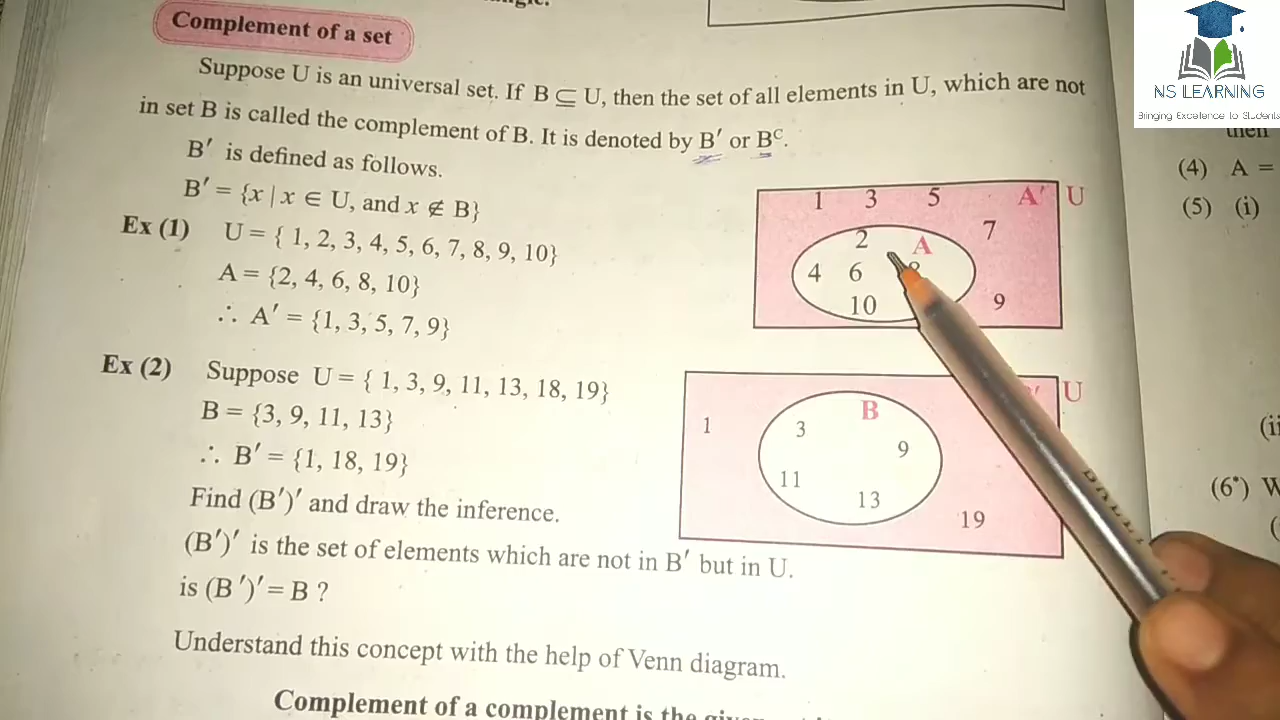 Complement of a set
Suppose U is an universal set. If B ⊆ U, then the set of all elements in U, which are not
in set B is called the complement of B. It is denoted by B′ or Bᶜ.
B′ is defined as follows.
B′ = {x | x ∈ U, and x ∉ B}
Ex (1) U = { 1, 2, 3, 4, 5, 6, 7, 8, 9, 10}
A = {2, 4, 6, 8, 10}
∴ A′ = {1, 3, 5, 7, 9}
1 3 5 A′ U
2 A 7
4 6 8
10 9
Ex (2) Suppose U = { 1, 3, 9, 11, 13, 18, 19}
B = {3, 9, 11, 13}
∴ B′ = {1, 18, 19}
Find (B′)′ and draw the inference.
(B′)′ is the set of elements which are not in B′ but in U.
is (B′)′ = B ?
U
B
1 3
9
11
13
19
Understand this concept with the help of Venn diagram.
Complement of a complement is the
NS LEARNING
Bringing Excellence to Students
then
(4) A =
(5) (i)
(ii
(6*) W